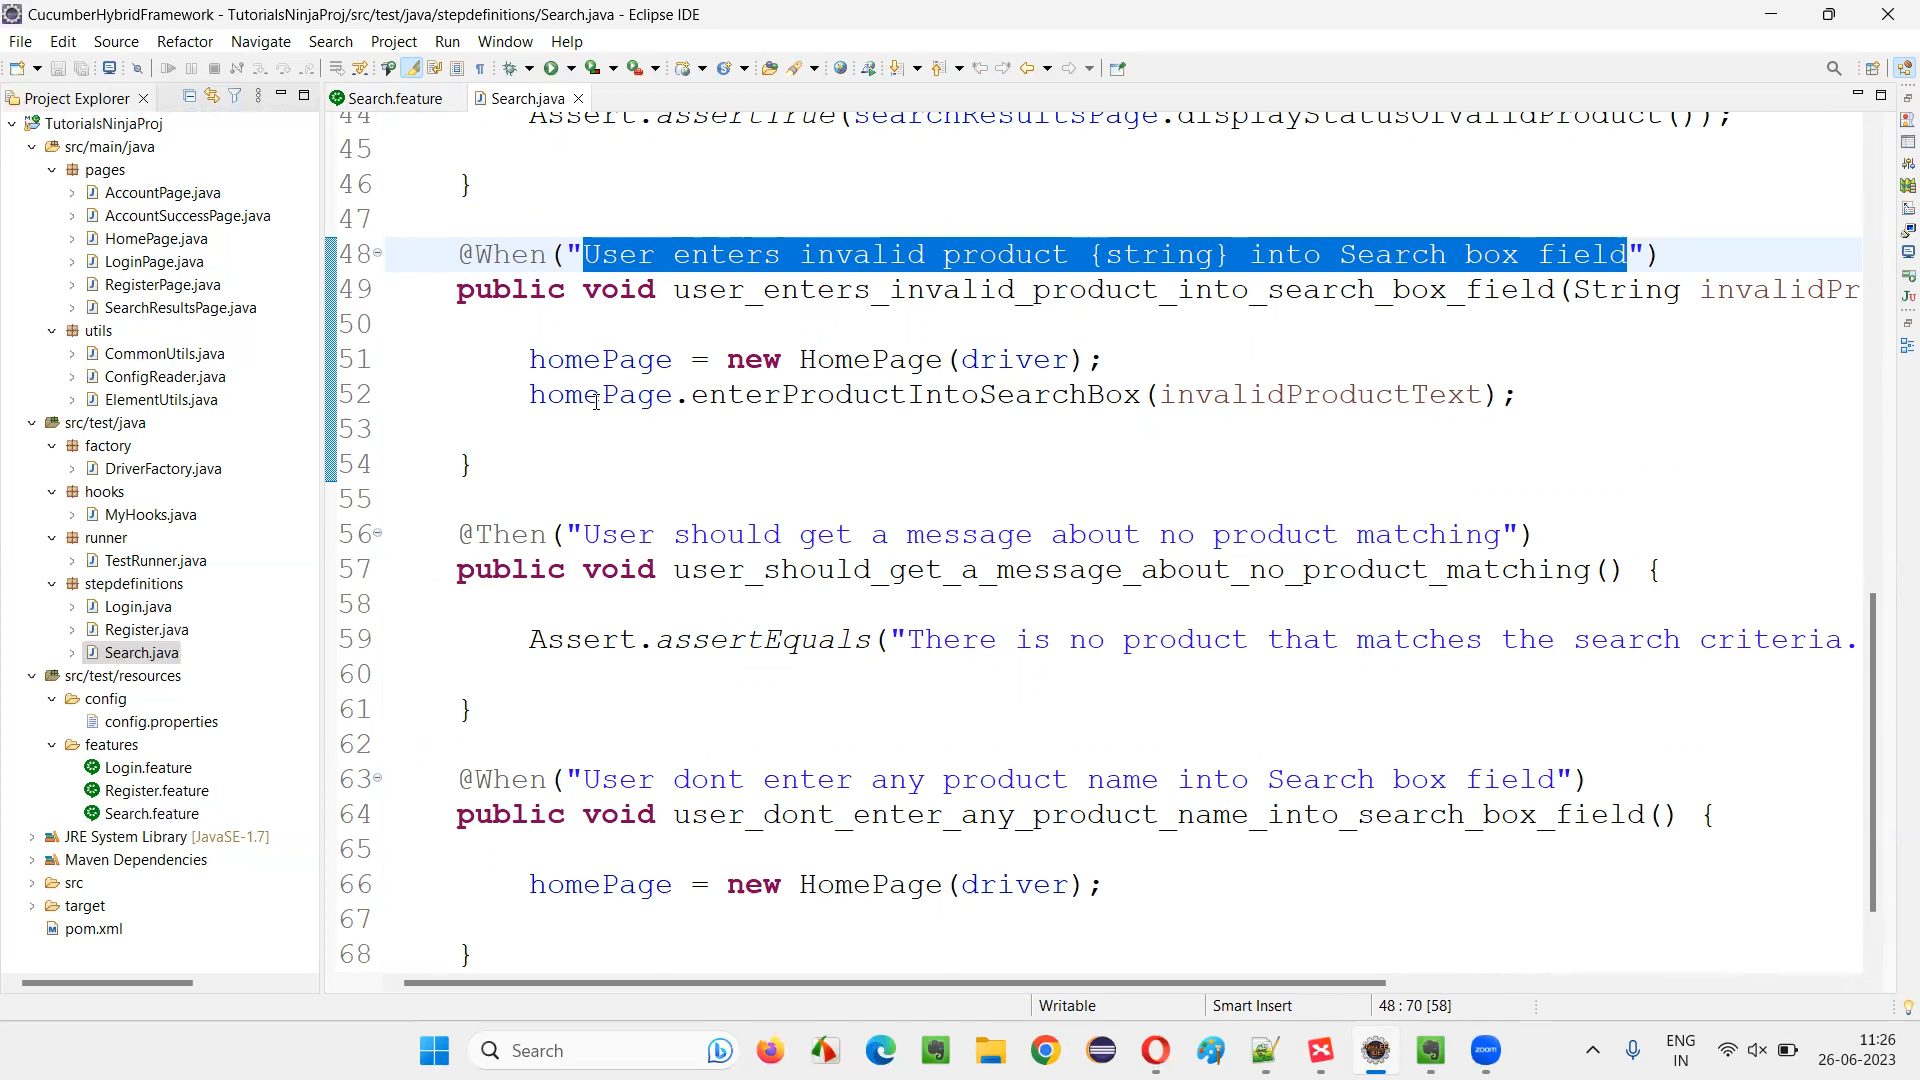 CucumberHybridFramework - TutorialsNinjaProj/src/test/java/stepdefinitions/Search.java - Eclipse IDE
File Edit Source Refactor Navigate Search Project Run Window Help
Project Explorer
Search.feature
Search.java
TutorialsNinjaProj
src/main/java
pages
AccountPage.java
AccountSuccessPage.java
HomePage.java
LoginPage.java
RegisterPage.java
SearchResultsPage.java
utils
CommonUtils.java
ConfigReader.java
ElementUtils.java
src/test/java
factory
DriverFactory.java
hooks
MyHooks.java
runner
TestRunner.java
stepdefinitions
Login.java
Register.java
Search.java
src/test/resources
config
config.properties
features
Login.feature
Register.feature
Search.feature
JRE System Library [JavaSE-1.7]
Maven Dependencies
src
target
pom.xml
44 Assert.assertTrue(searchResultsPage.displayStatusOfValidProduct());
45
46 }
47
48 @When("User enters invalid product {string} into Search box field")
49 public void user_enters_invalid_product_into_search_box_field(String invalidPr
50
51 homePage = new HomePage(driver);
52 homePage.enterProductIntoSearchBox(invalidProductText);
53
54 }
55
56 @Then("User should get a message about no product matching")
57 public void user_should_get_a_message_about_no_product_matching() {
58
59 Assert.assertEquals("There is no product that matches the search criteria.
60
61 }
62
63 @When("User dont enter any product name into Search box field")
64 public void user_dont_enter_any_product_name_into_search_box_field() {
65
66 homePage = new HomePage(driver);
67
68 }
Writable
Smart Insert
48 : 70 [58]
Search
zoom
ENG
IN
11:26
26-06-2023